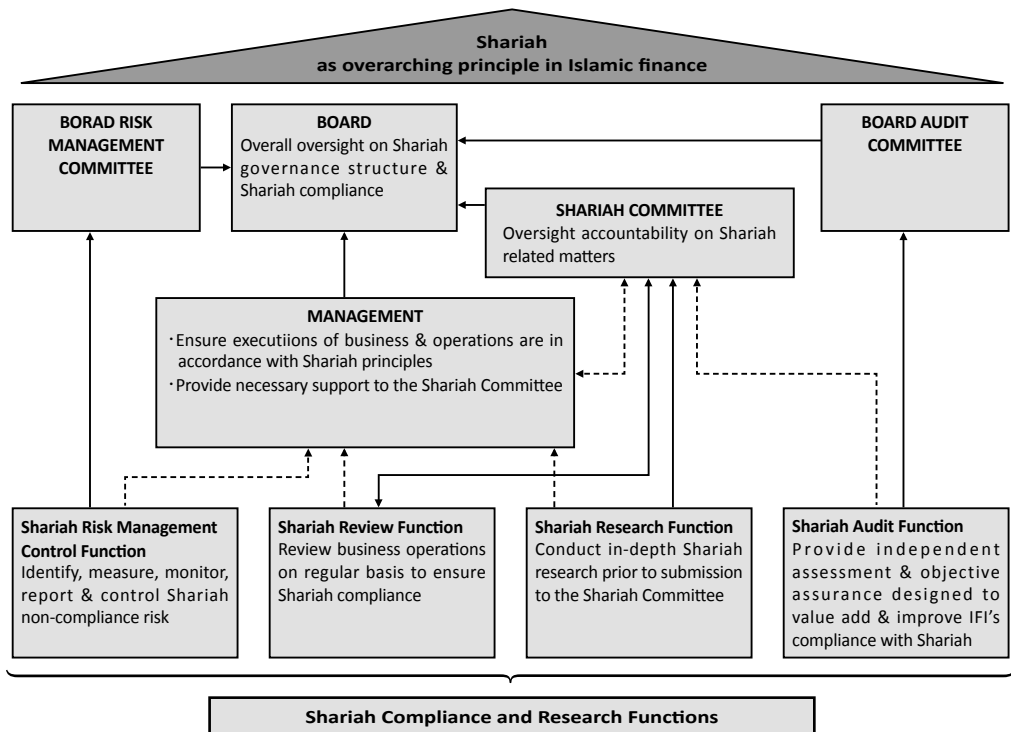 Shariah
as overarching principle in Islamic finance
BORAD RISK
MANAGEMENT
COMMITTEE
BOARD
Overall oversight on Shariah
governance structure &
Shariah compliance
BOARD AUDIT
COMMITTEE
SHARIAH COMMITTEE
Oversight accountability on Shariah
related matters
MANAGEMENT
·Ensure executiions of business & operations are in
accordance with Shariah principles
·Provide necessary support to the Shariah Committee
Shariah Risk Management
Control Function
Identify, measure, monitor,
report & control Shariah
non-compliance risk
Shariah Review Function
Review business operations
on regular basis to ensure
Shariah compliance
Shariah Research Function
Conduct in-depth Shariah
research prior to submission
to the Shariah Committee
Shariah Audit Function
Provide independent
assessment & objective
assurance designed to
value add & improve IFI's
compliance with Shariah
Shariah Compliance and Research Functions